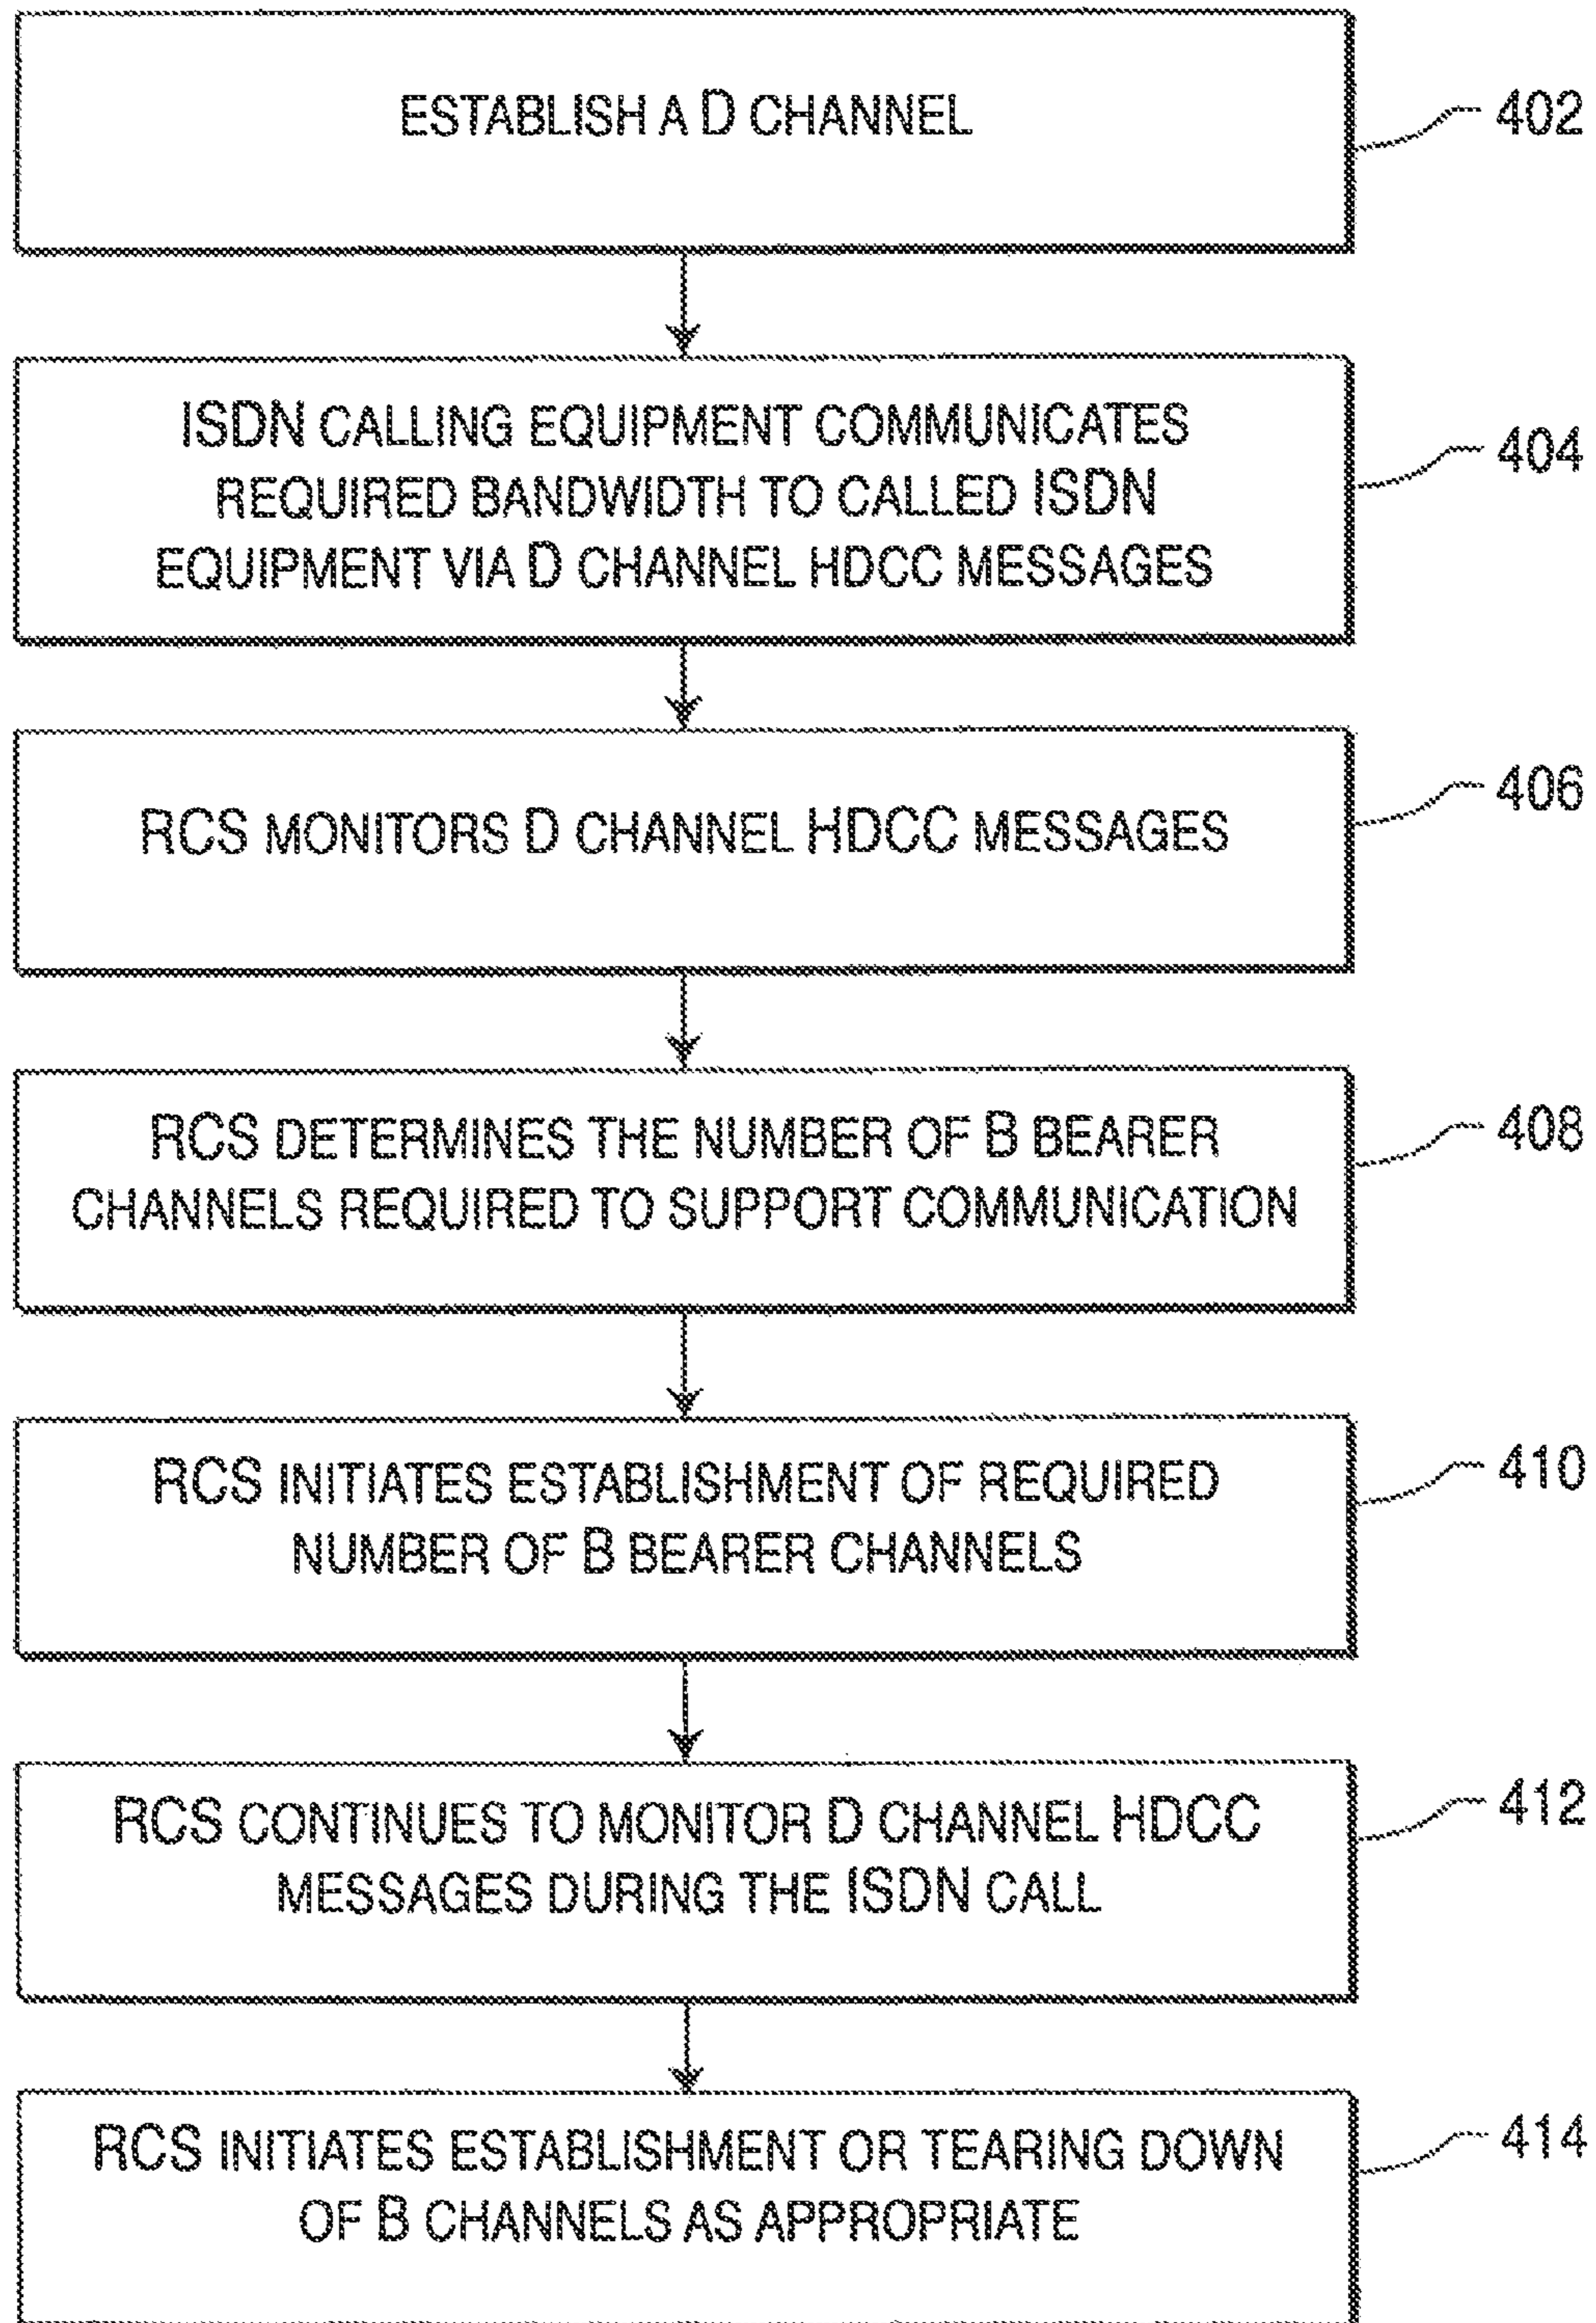 ESTABLISH A D CHANNEL
402
ISDN CALLING EQUIPMENT COMMUNICATES
REQUIRED BANDWIDTH TO CALLED ISDN
EQUIPMENT VIA D CHANNEL HDCC MESSAGES
404
RCS MONITORS D CHANNEL HDCC MESSAGES
406
RCS DETERMINES THE NUMBER OF B BEARER
CHANNELS REQUIRED TO SUPPORT COMMUNICATION
408
RCS INITIATES ESTABLISHMENT OF REQUIRED
NUMBER OF B BEARER CHANNELS
410
RCS CONTINUES TO MONITOR D CHANNEL HDCC
MESSAGES DURING THE ISDN CALL
412
RCS INITIATES ESTABLISHMENT OR TEARING DOWN
OF B CHANNELS AS APPROPRIATE
414